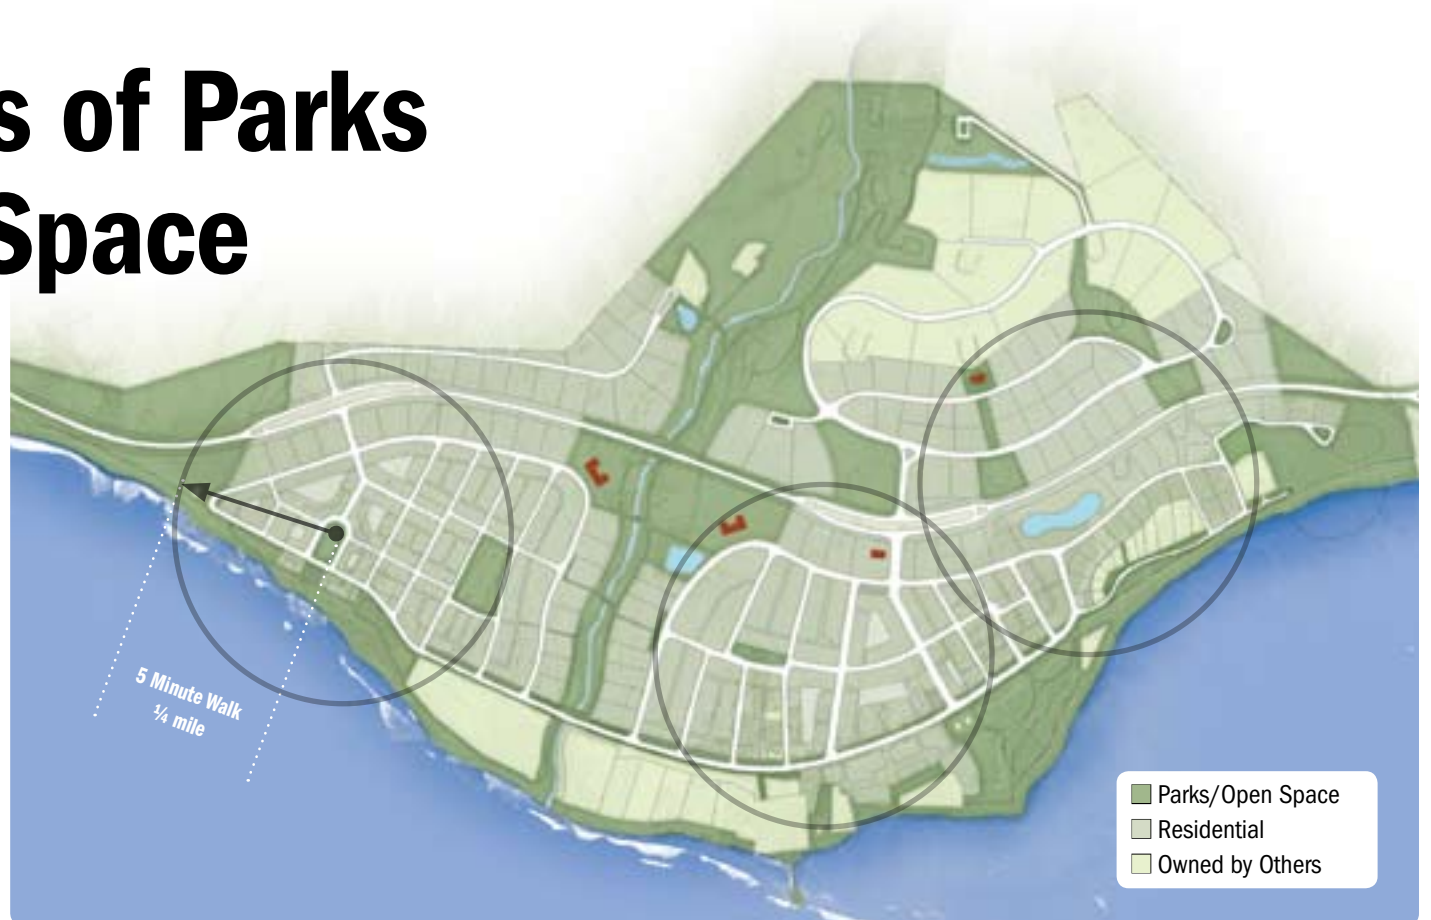 s of Parks
Space
5 Minute Walk
¼ mile
Parks/Open Space
Residential
Owned by Others